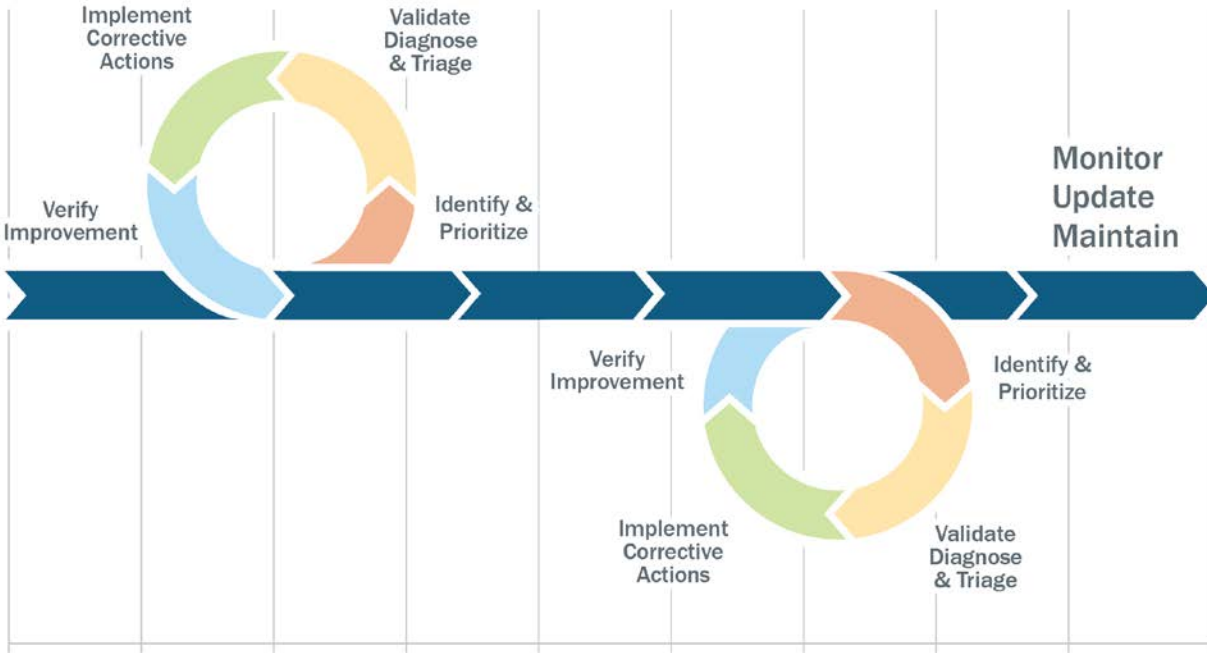 Implement
Corrective
Actions
Validate
Diagnose
& Triage
Verify
Improvement
Identify &
Prioritize
Monitor
Update
Maintain
Verify
Improvement
Identify &
Prioritize
Implement
Corrective
Actions
Validate
Diagnose
& Triage